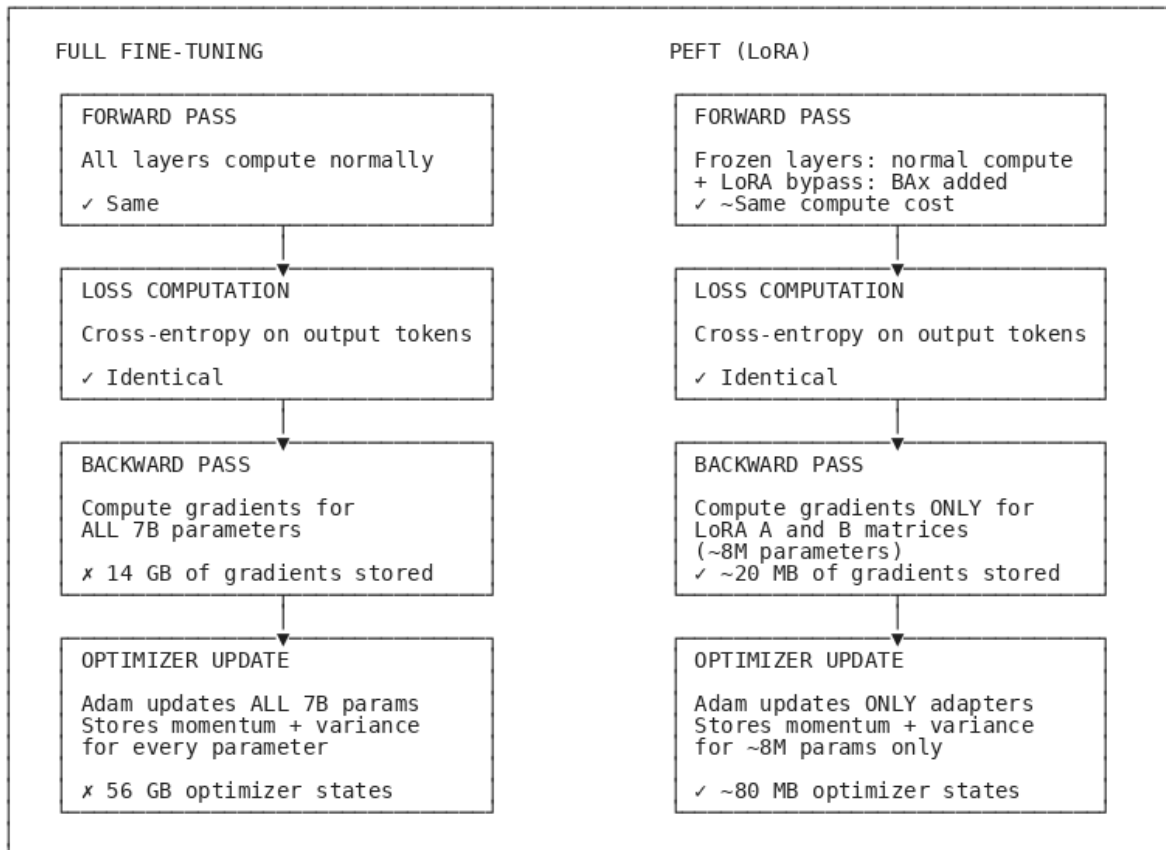 FULL FINE-TUNING
FORWARD PASS
All layers compute normally
✓ Same
LOSS COMPUTATION
Cross-entropy on output tokens
✓ Identical
BACKWARD PASS
Compute gradients for
ALL 7B parameters
✗ 14 GB of gradients stored
OPTIMIZER UPDATE
Adam updates ALL 7B params
Stores momentum + variance
for every parameter
✗ 56 GB optimizer states
PEFT (LoRA)
FORWARD PASS
Frozen layers: normal compute
+ LoRA bypass: BAx added
✓ ~Same compute cost
LOSS COMPUTATION
Cross-entropy on output tokens
✓ Identical
BACKWARD PASS
Compute gradients ONLY for
LoRA A and B matrices
(~8M parameters)
✓ ~20 MB of gradients stored
OPTIMIZER UPDATE
Adam updates ONLY adapters
Stores momentum + variance
for ~8M params only
✓ ~80 MB optimizer states